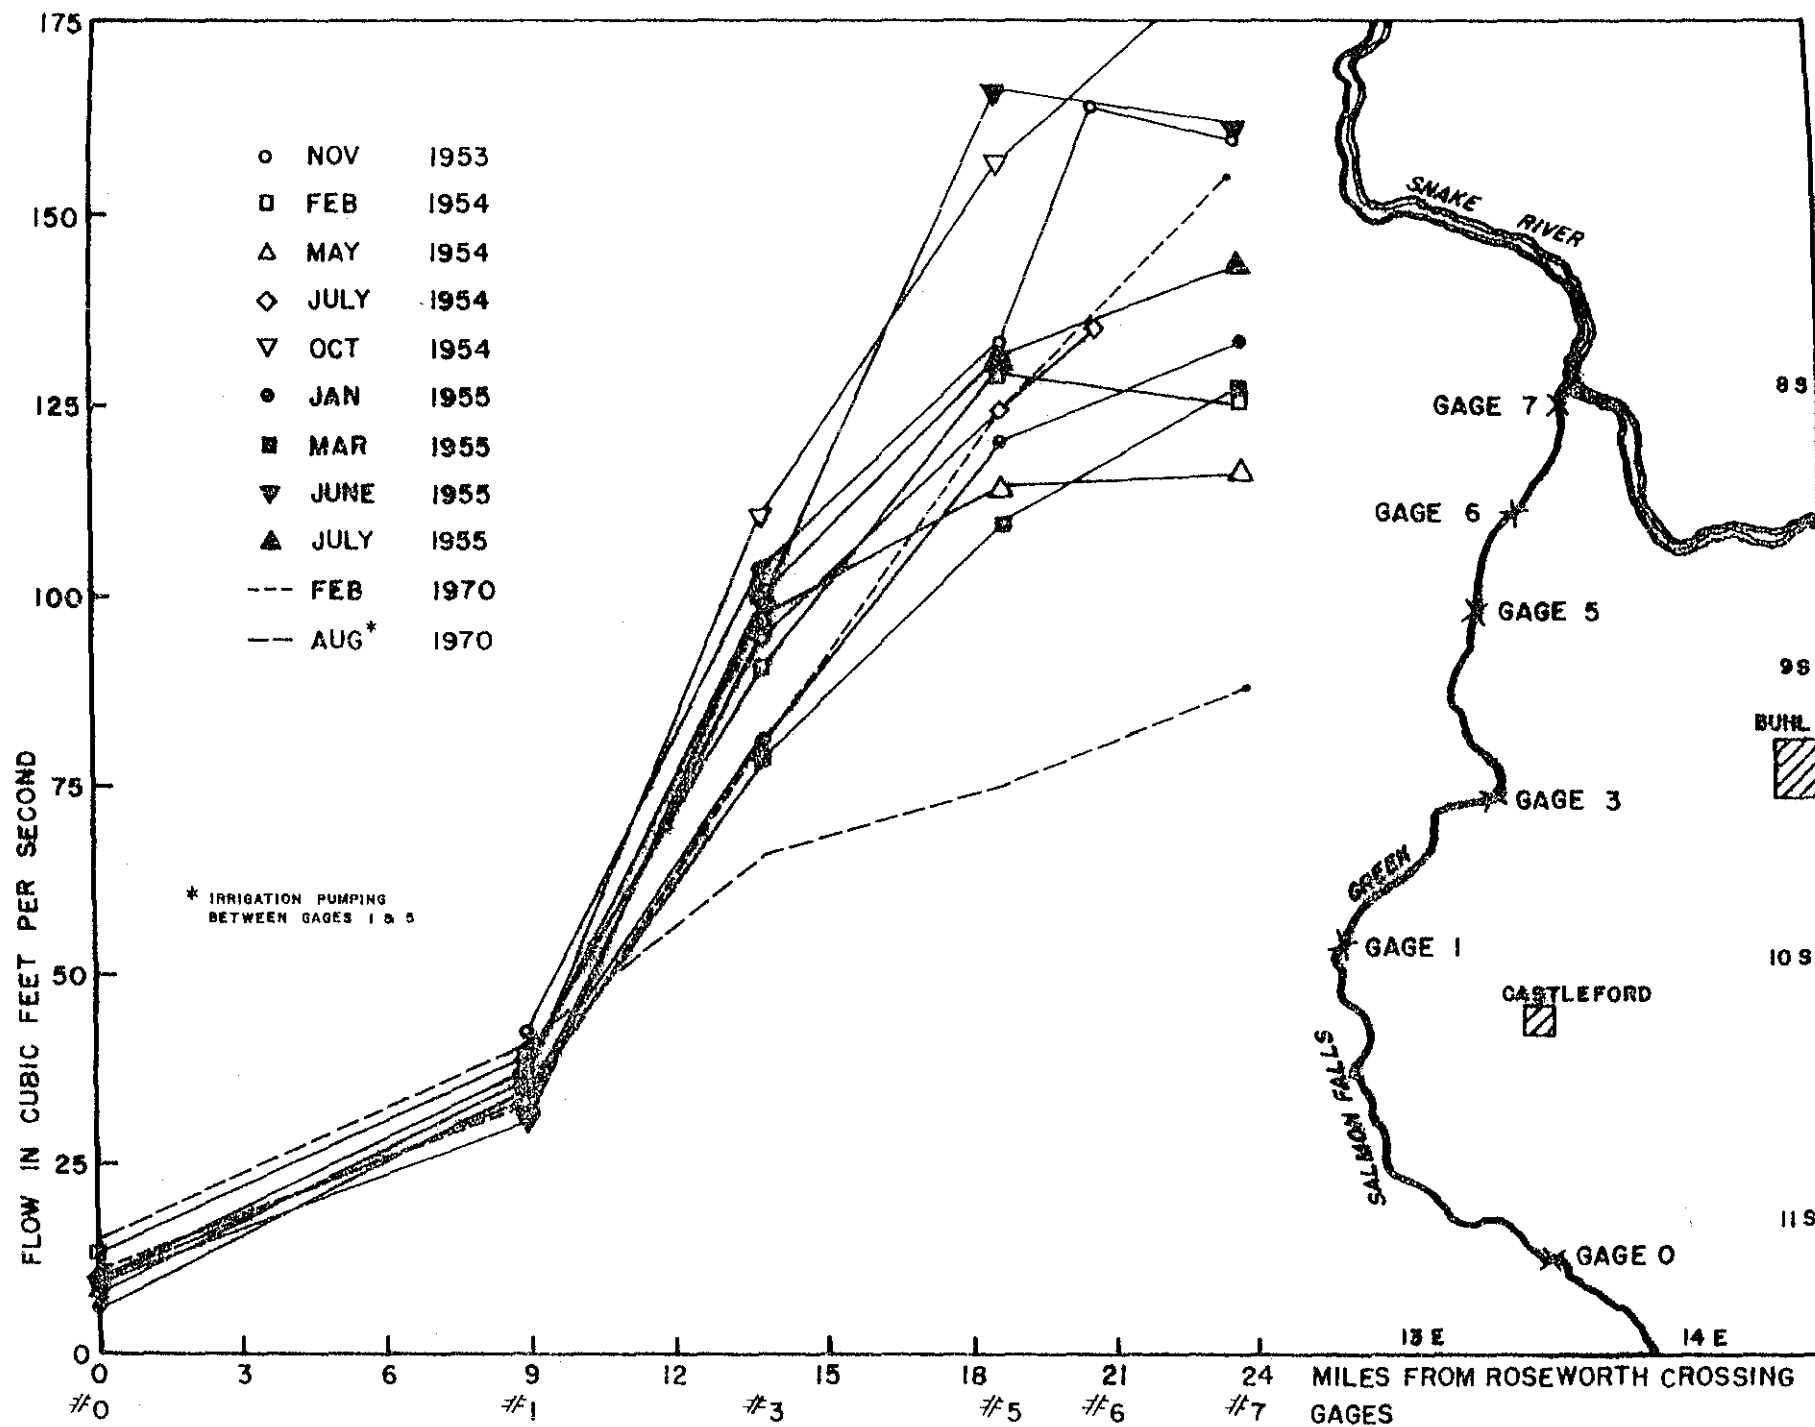 175
150
125
100
75
50
25
0
FLOW IN CUBIC FEET PER SECOND
NOV 1953
FEB 1954
MAY 1954
JULY 1954
OCT 1954
JAN 1955
MAR 1955
JUNE 1955
JULY 1955
FEB 1970
AUG* 1970
* IRRIGATION PUMPING
BETWEEN GAGES 1 & 5
0 3 6 9 12 15 18 21 24 MILES FROM ROSEWORTH CROSSING
#0 #1 #3 #5 #6 #7 GAGES
SNAKE RIVER
8 S
GAGE 7
GAGE 6
GAGE 5
9 S
BUHL
GAGE 3
CREEK
GAGE 1
10 S
CASTLEFORD
SALMON FALLS
11 S
GAGE 0
13 E 14 E